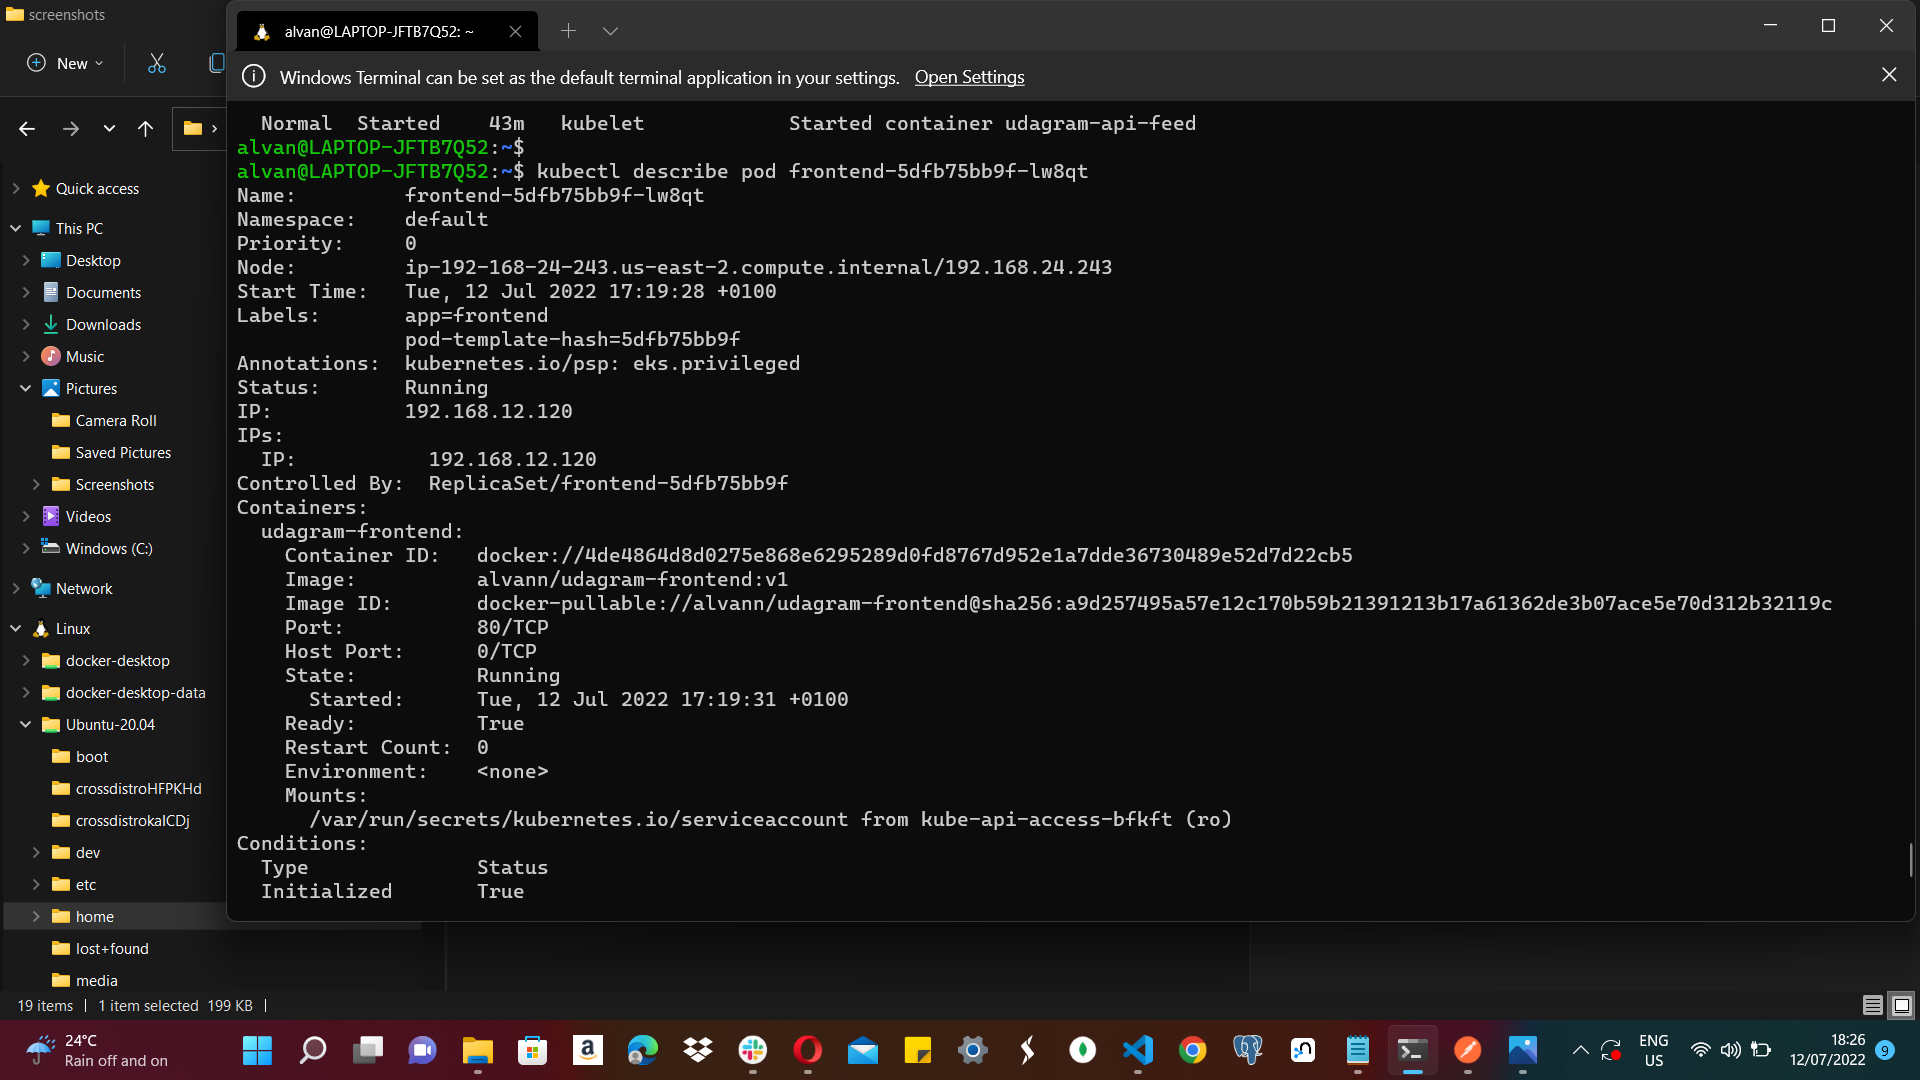 screenshots
alvan@LAPTOP-JFTB7Q52: ~
New
Windows Terminal can be set as the default terminal application in your settings. Open Settings
Normal  Started    43m   kubelet            Started container udagram-api-feed
alvan@LAPTOP-JFTB7Q52:~$
alvan@LAPTOP-JFTB7Q52:~$ kubectl describe pod frontend-5dfb75bb9f-lw8qt
Name:         frontend-5dfb75bb9f-lw8qt
Namespace:    default
Priority:     0
Node:         ip-192-168-24-243.us-east-2.compute.internal/192.168.24.243
Start Time:   Tue, 12 Jul 2022 17:19:28 +0100
Labels:       app=frontend
pod-template-hash=5dfb75bb9f
Annotations:  kubernetes.io/psp: eks.privileged
Status:       Running
IP:           192.168.12.120
IPs:
IP:           192.168.12.120
Controlled By:  ReplicaSet/frontend-5dfb75bb9f
Containers:
udagram-frontend:
Container ID:   docker://4de4864d8d0275e868e6295289d0fd8767d952e1a7dde36730489e52d7d22cb5
Image:          alvann/udagram-frontend:v1
Image ID:       docker-pullable://alvann/udagram-frontend@sha256:a9d257495a57e12c170b59b21391213b17a61362de3b07ace5e70d312b32119c
Port:           80/TCP
Host Port:      0/TCP
State:          Running
Started:      Tue, 12 Jul 2022 17:19:31 +0100
Ready:          True
Restart Count:  0
Environment:    <none>
Mounts:
/var/run/secrets/kubernetes.io/serviceaccount from kube-api-access-bfkft (ro)
Conditions:
Type              Status
Initialized       True
Quick access
This PC
Desktop
Documents
Downloads
Music
Pictures
Camera Roll
Saved Pictures
Screenshots
Videos
Windows (C:)
Network
Linux
docker-desktop
docker-desktop-data
Ubuntu-20.04
boot
crossdistroHFPKHd
crossdistrokalCDj
dev
etc
home
lost+found
media
19 items | 1 item selected 199 KB |
24°C
Rain off and on
ENG
US
18:26
12/07/2022
9